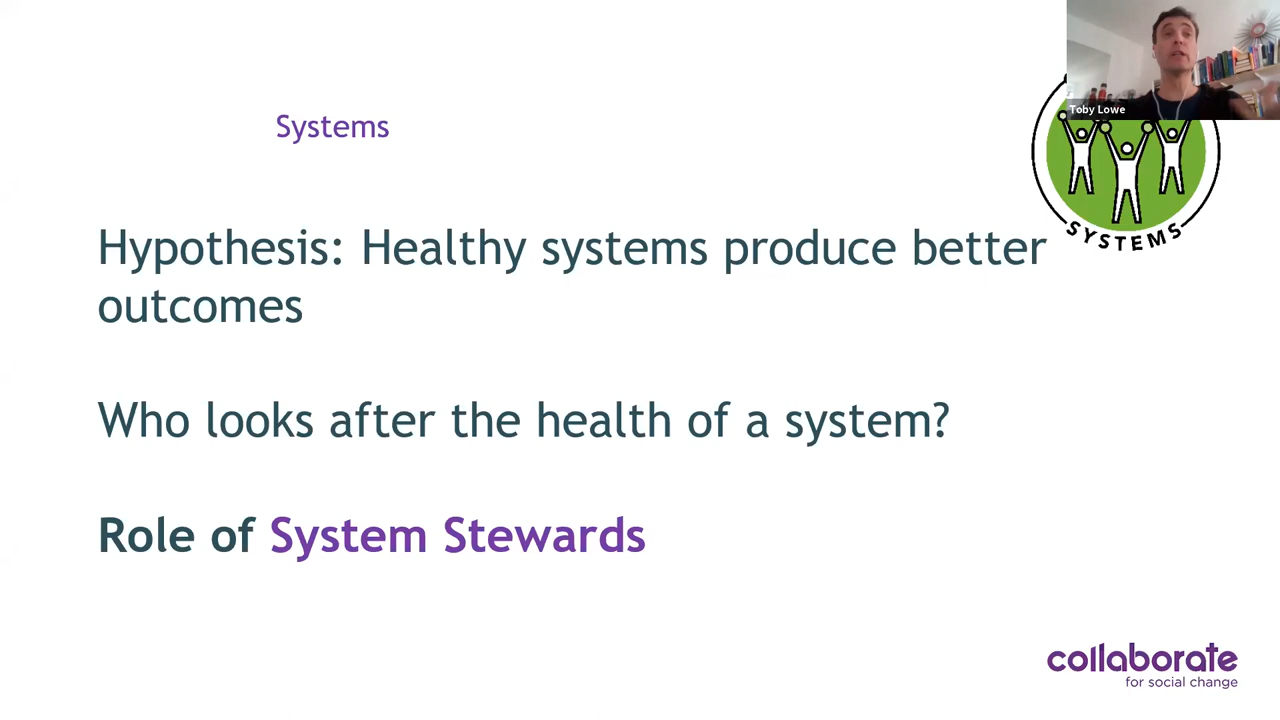 Toby Lowe
Systems
SYSTEMS
Hypothesis: Healthy systems produce better
outcomes
Who looks after the health of a system?
Role of System Stewards
collaborate
for social change